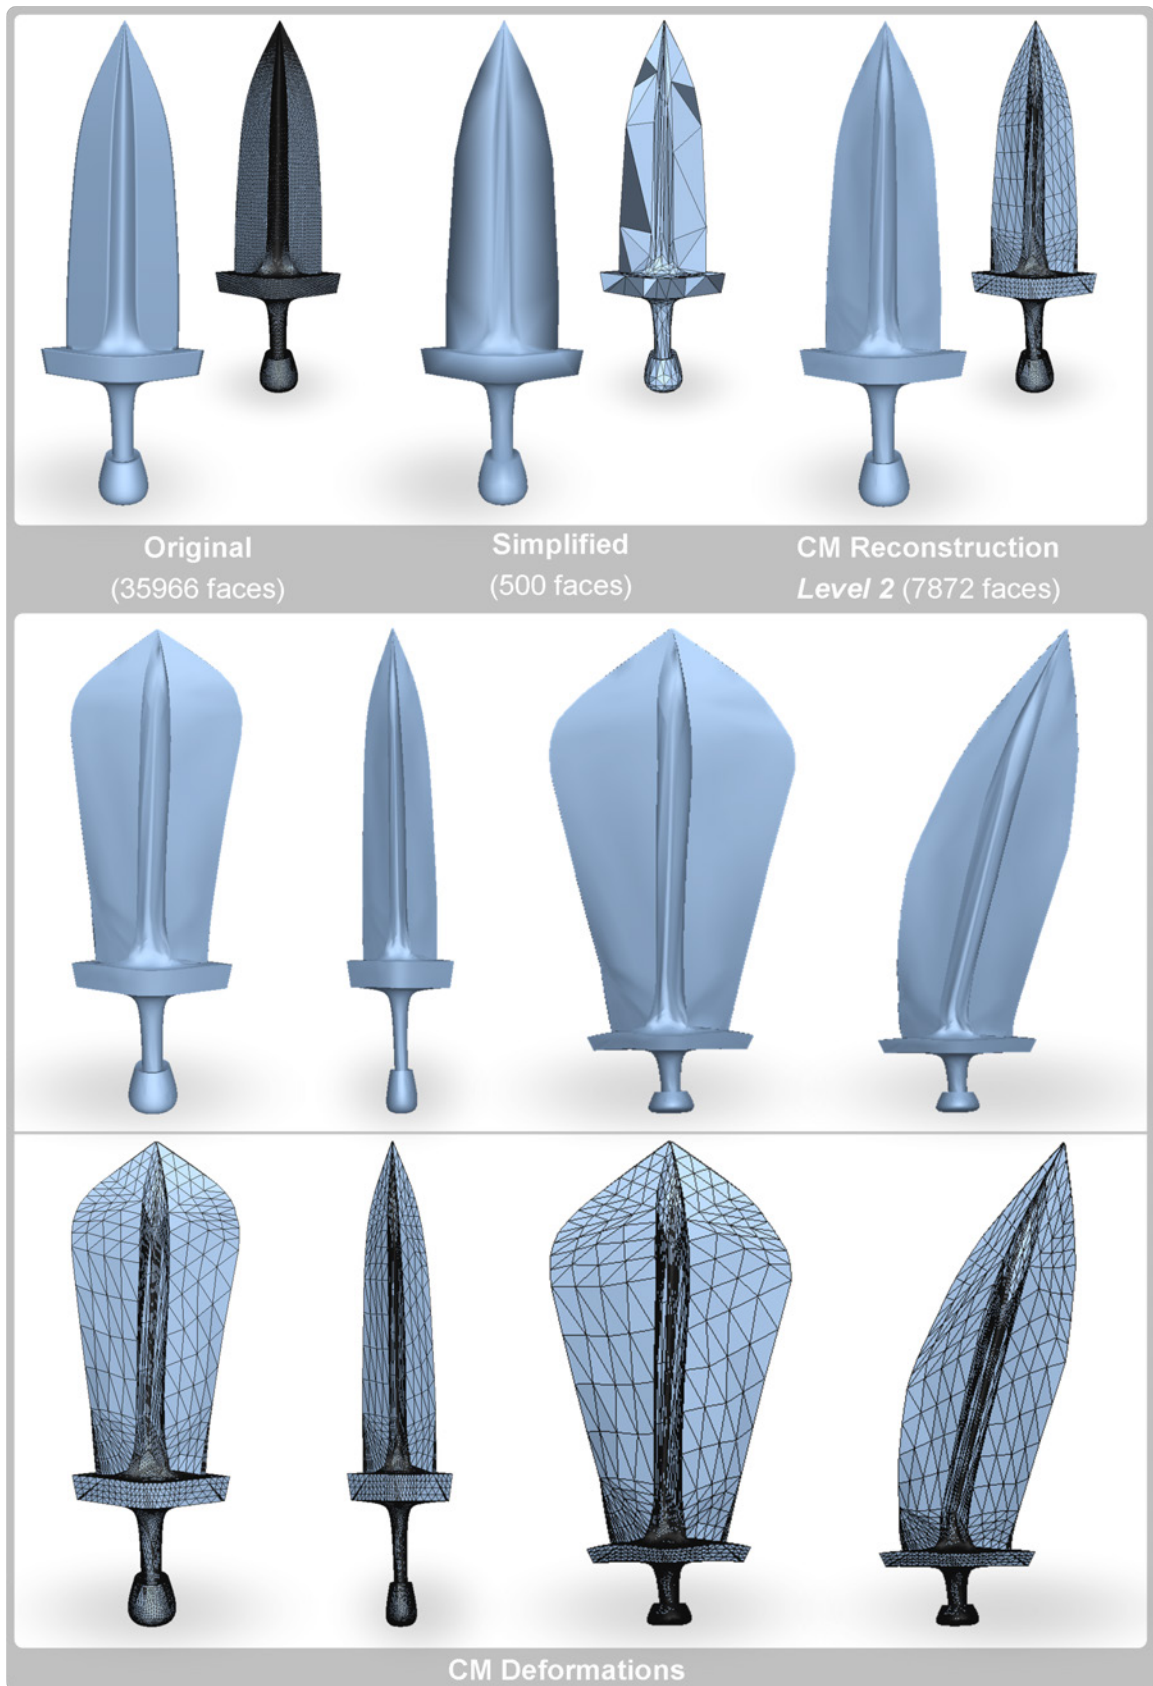 Original
(35966 faces)
Simplified
(500 faces)
CM Reconstruction
Level 2 (7872 faces)
CM Deformations